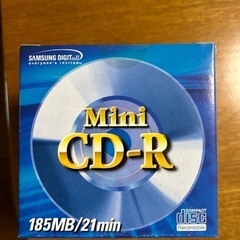 SAMSUNG DIGITall
everyone's invited
Mini
CD-R
185MB/21min
COMPACT
disc
Recordable